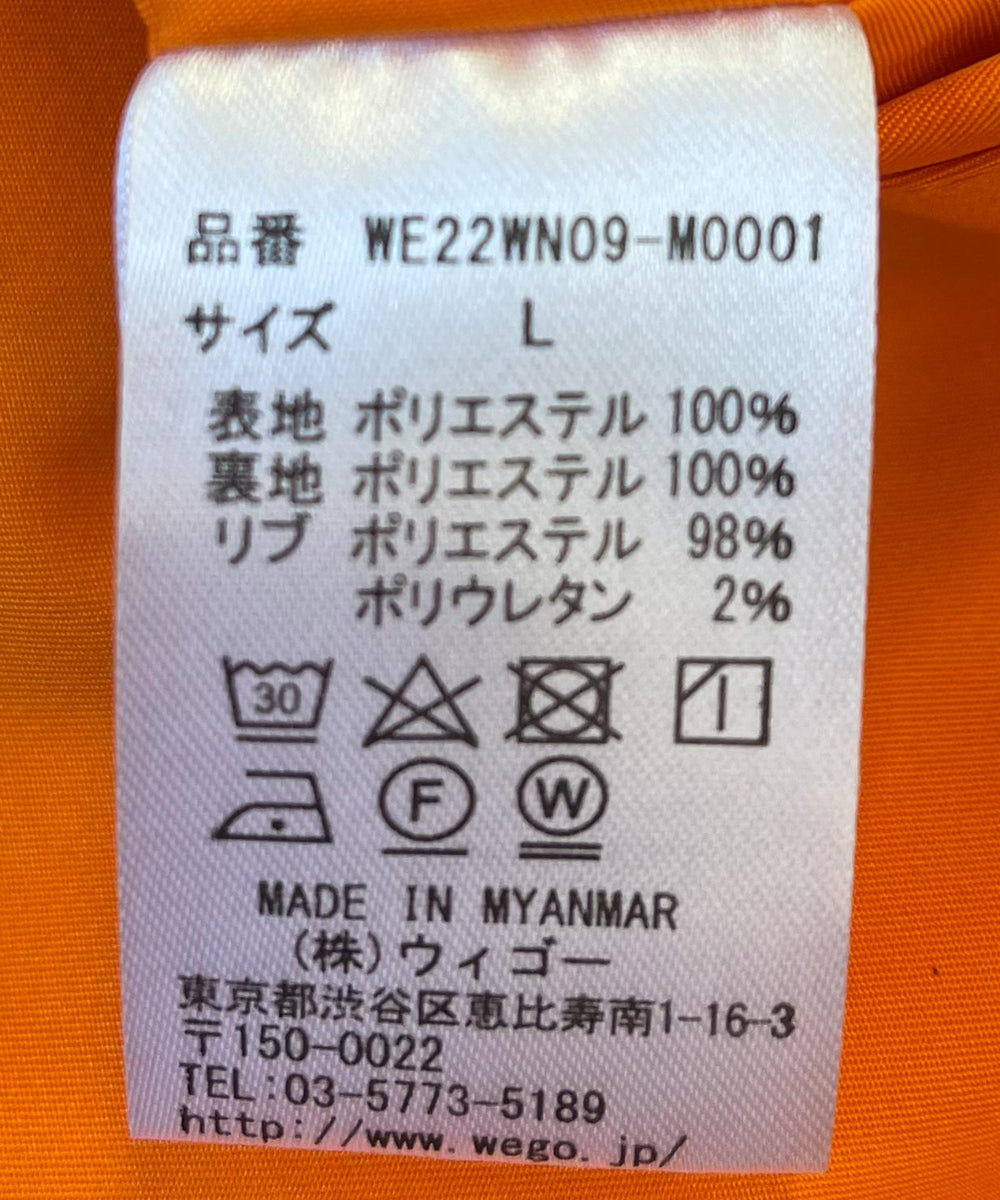 品番 WE22WN09-M0001
サイズ L
表地 ポリエステル 100%
裏地 ポリエステル 100%
リブ ポリエステル 98%
ポリウレタン 2%
30
F W
MADE IN MYANMAR
(株)ウィゴー
東京都渋谷区恵比寿南1-16-3
〒150-0022
TEL:03-5773-5189
http://www.wego.jp/